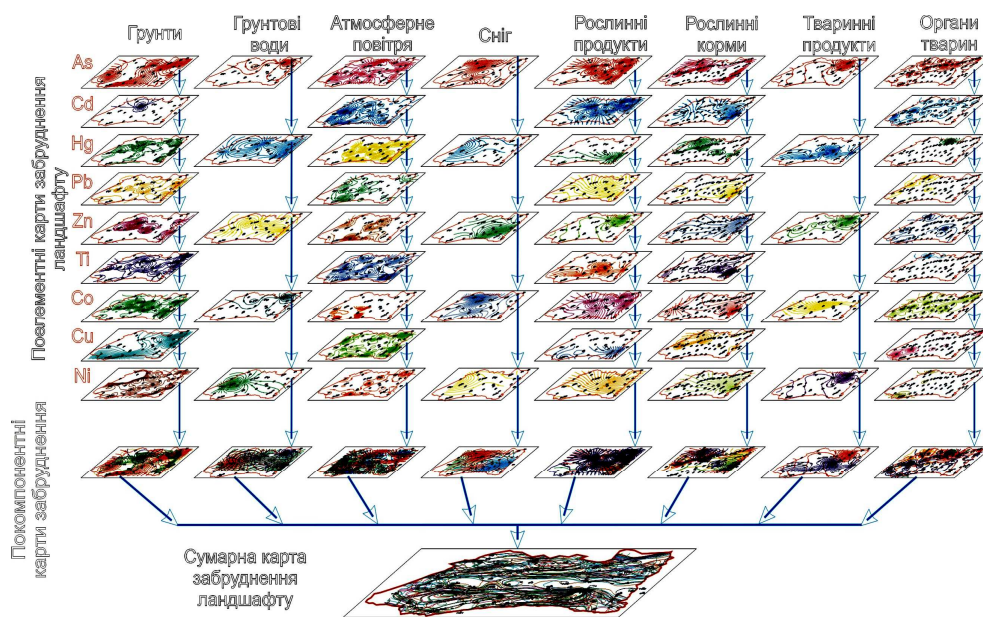 Грунти
Грунтові
води
Атмосферне
повітря
Сніг
Рослинні
продукти
Рослинні
корми
Тваринні
продукти
Органи
тварин
As
Cd
Hg
Pb
Zn
Ti
Co
Cu
Ni
Поелементні карти забруднення
ландшафту
Покомпонентні
карти забруднення
Сумарна карта
забруднення
ландшафту